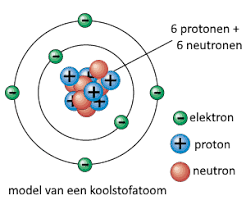 6 protonen +
6 neutronen
elektron
proton
neutron
model van een koolstofatoom